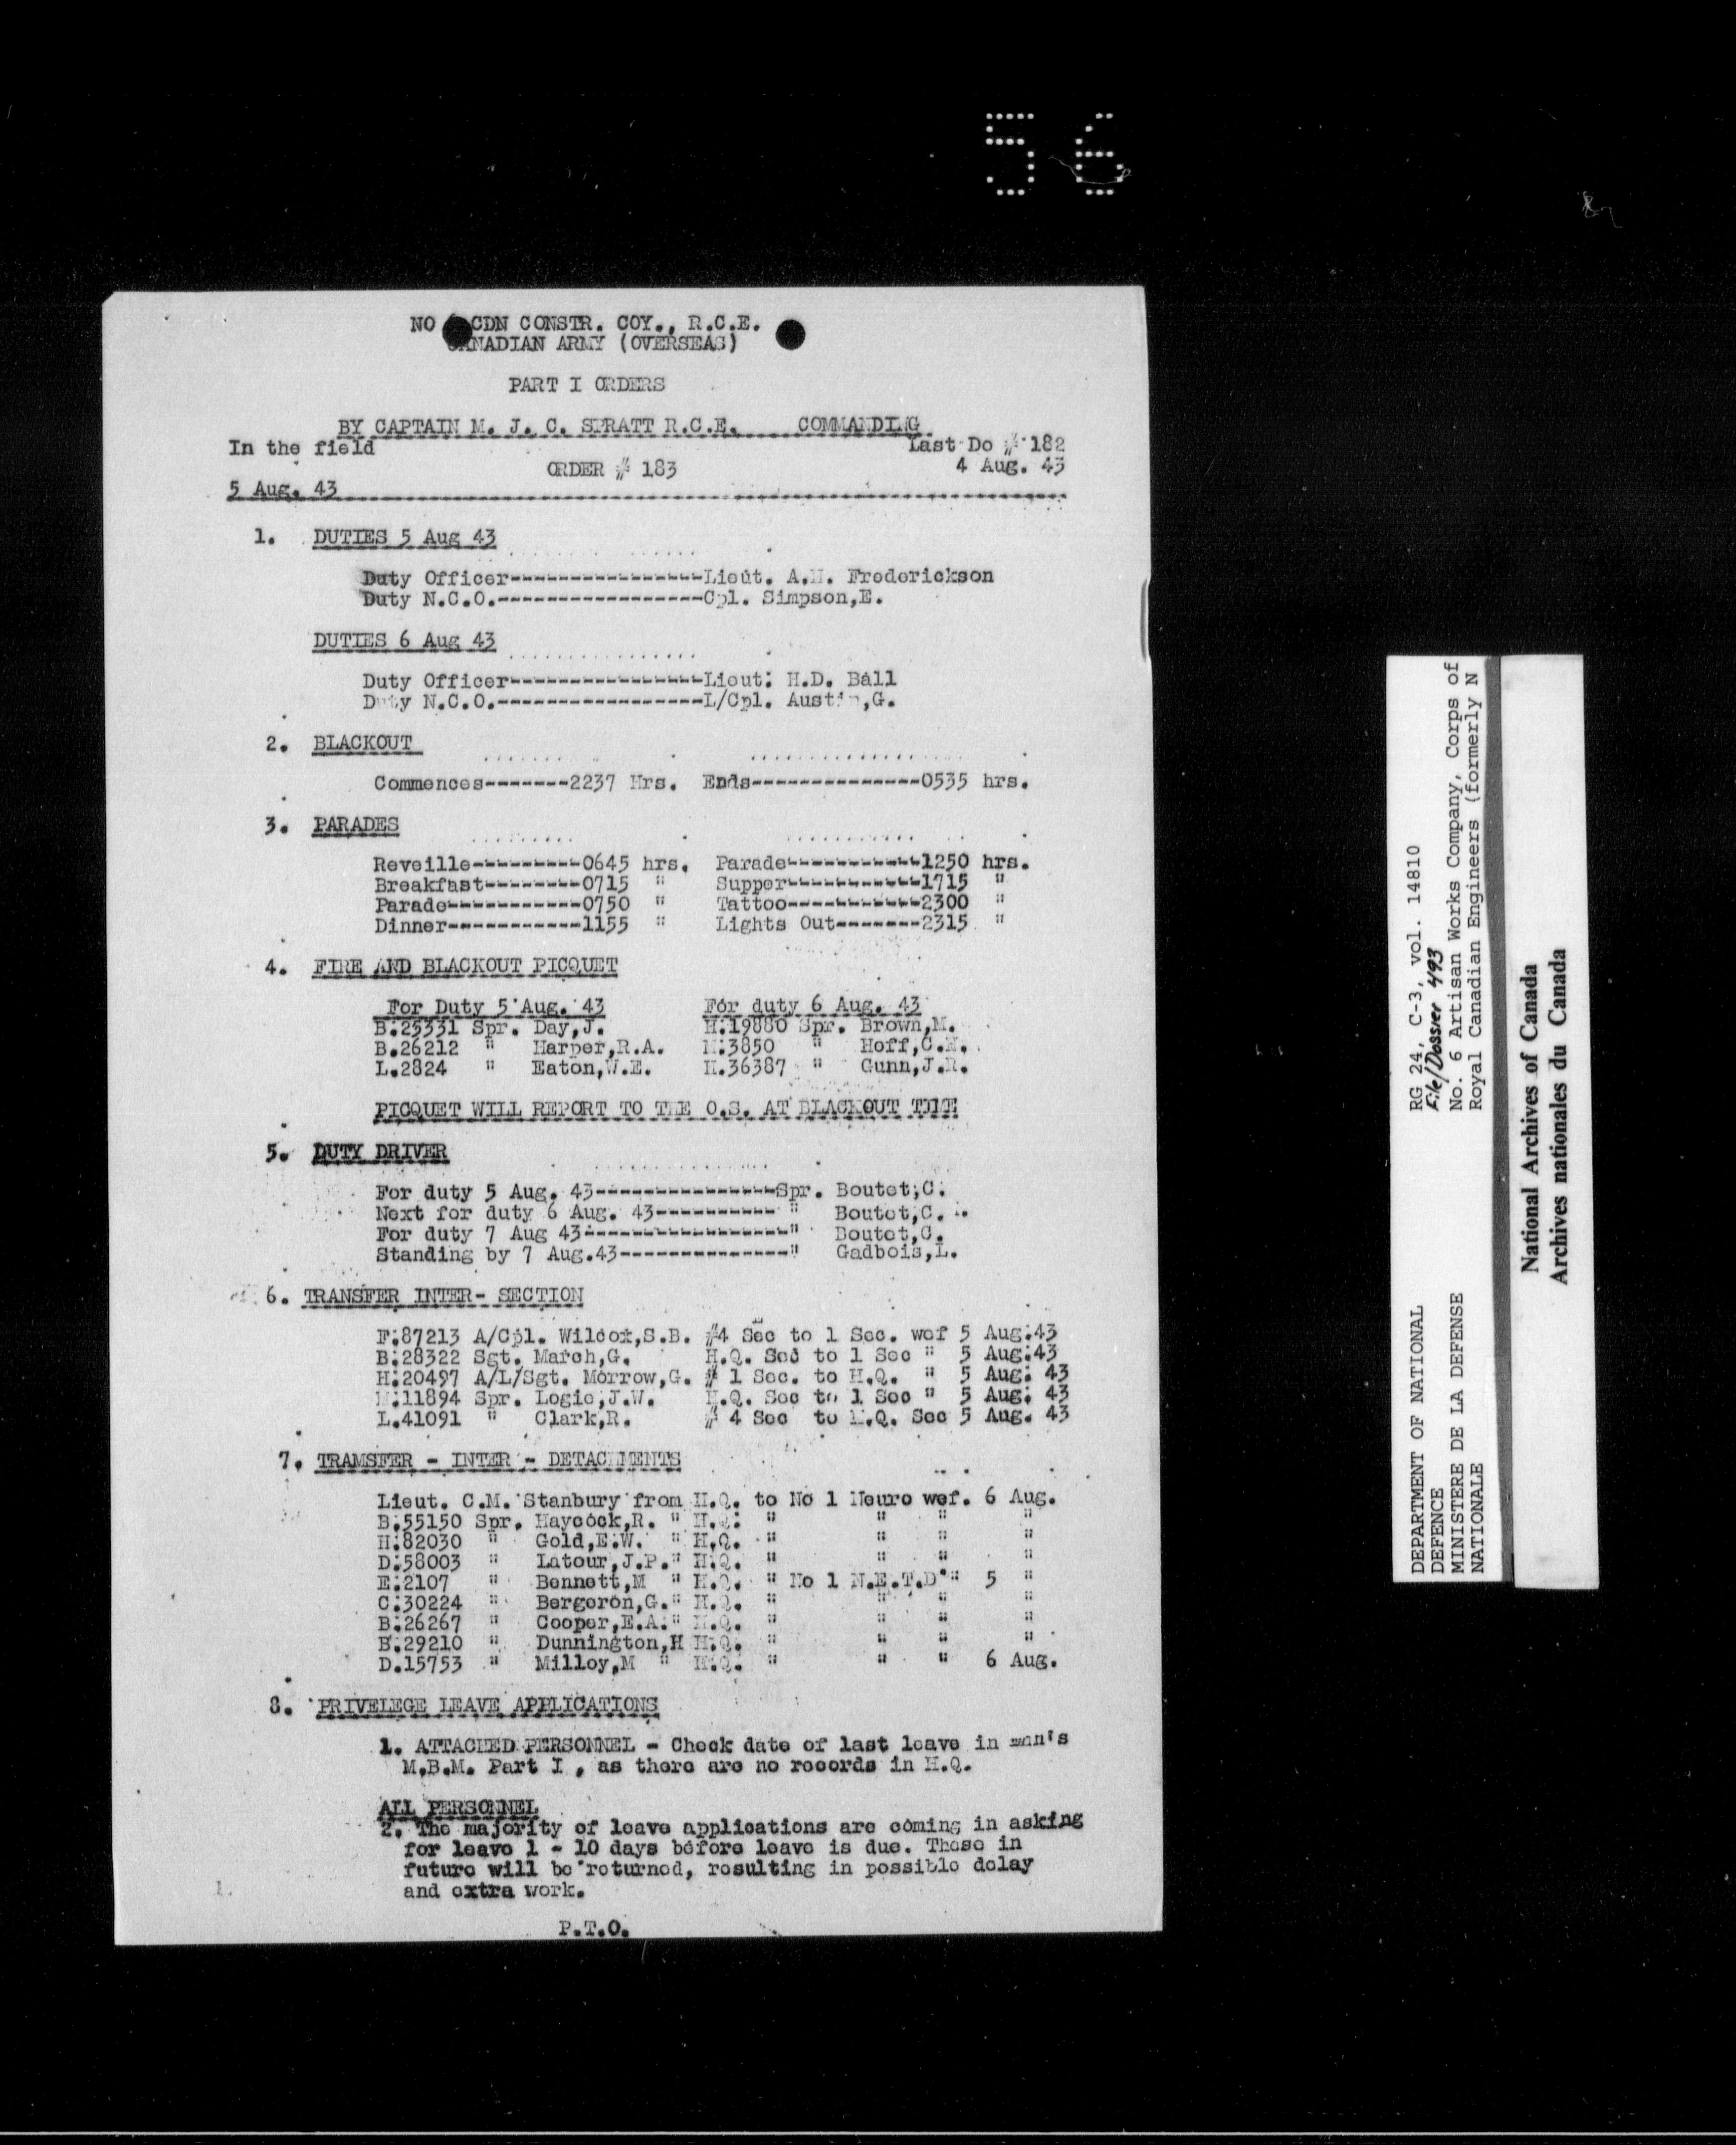 56
NO CDN CONSTR. COY., R.C.E.
CANADIAN ARMY (OVERSEAS)
PART I ORDERS
BY CAPTAIN M. J. C. SPRATT R.C.E. COMMANDING
In the field Last Do # 182
ORDER # 183 4 Aug. 43
5 Aug. 43
1. DUTIES 5 Aug 43
Duty Officer----------------Lieut. A.H. Frederickson
Duty N.C.O.-----------------Cpl. Simpson,E.
DUTIES 6 Aug 43
Duty Officer----------------Lieut. H.D. Ball
Duty N.C.O.-----------------L/Cpl. Austin,G.
2. BLACKOUT
Commences-------2237 Hrs. Ends--------------0535 hrs.
3. PARADES
Reveille---------0645 hrs. Parade-----------1250 hrs.
Breakfast--------0715 " Supper-----------1715 "
Parade-----------0750 " Tattoo-----------2300 "
Dinner-----------1155 " Lights Out-------2315 "
4. FIRE AND BLACKOUT PICQUET
For Duty 5 Aug. 43 For duty 6 Aug. 43
B.25331 Spr. Day,J. H.19880 Spr. Brown,M.
B.26212 " Harper,R.A. M.3850 " Hoff,C.
L.2824 " Eaton,W.E. 36387 " Gunn,J.R.
PICQUET WILL REPORT TO THE O.S. AT BLACKOUT TIME
5. DUTY DRIVER
For duty 5 Aug. 43---------------Spr. Boutet,C.
Next for duty 6 Aug. 43---------- " Boutet,C.
For duty 7 Aug 43-----------------" Boutet,C.
Standing by 7 Aug.43--------------" Gadbois,L.
6. TRANSFER INTER- SECTION
F.87213 A/Cpl. Wilcox,S.B. #4 Sec to 1 Sec. wef 5 Aug.43
B.28322 Sgt. March,G. H.Q. Sec to 1 Sec " 5 Aug.43
H.20497 A/L/Sgt. Morrow,G. # 1 Sec. to H.Q. " 5 Aug. 43
M.11894 Spr. Logie,J.W. H.Q. Sec to 1 Sec " 5 Aug. 43
L.41091 " Clark,R. # 4 Sec to H.Q. Sec 5 Aug. 43
7. TRAMSFER - INTER - DETACHMENTS
Lieut. C.M. Stanbury from H.Q. to No 1 Neuro wef. 6 Aug.
B.55150 Spr. Haycock,R. " H.Q. " " " "
H.82030 " Gold,E.W. " H.Q. " " " "
D.58003 " Latour,J.P. " H.Q. " " " "
E.2107 " Bennett,M " H.Q. " No 1 N.E.T.D " 5 "
C.30224 " Bergeron,G. " H.Q. " " " "
B.26267 " Cooper,E.A. " H.Q. " " " "
B.29210 " Dunnington,H H.Q. " " " "
D.15753 " Milloy,M " H.Q. " " " 6 Aug.
8. PRIVELEGE LEAVE APPLICATIONS
1. ATTACHED PERSONNEL - Check date of last leave in man's
M.B.M. Part I , as there are no records in H.Q.
ALL PERSONNEL
2. The majority of leave applications are coming in asking
for leave 1 - 10 days before leave is due. These in
future will be returned, resulting in possible delay
and extra work.
P.T.O.
DEPARTMENT OF NATIONAL
DEFENCE
MINISTERE DE LA DEFENSE
NATIONALE
RG 24, C-3, vol. 14810
File/Dossier 493
No. 6 Artisan Works Company, Corps of
Royal Canadian Engineers (formerly N
National Archives of Canada
Archives nationales du Canada